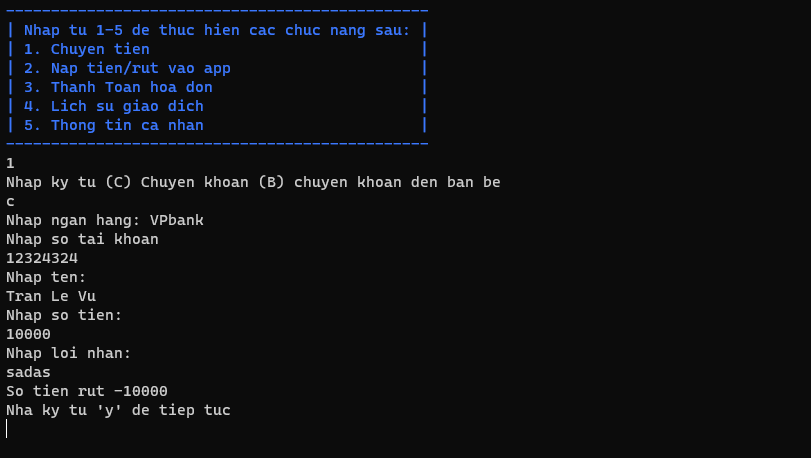 -----------------------------------------------
| Nhap tu 1-5 de thuc hien cac chuc nang sau: |
| 1. Chuyen tien                              |
| 2. Nap tien/rut vao app                     |
| 3. Thanh Toan hoa don                       |
| 4. Lich su giao dich                        |
| 5. Thong tin ca nhan                        |
-----------------------------------------------
1
Nhap ky tu (C) Chuyen khoan (B) chuyen khoan den ban be
c
Nhap ngan hang: VPbank
Nhap so tai khoan
12324324
Nhap ten:
Tran Le Vu
Nhap so tien:
10000
Nhap loi nhan:
sadas
So tien rut -10000
Nha ky tu 'y' de tiep tuc